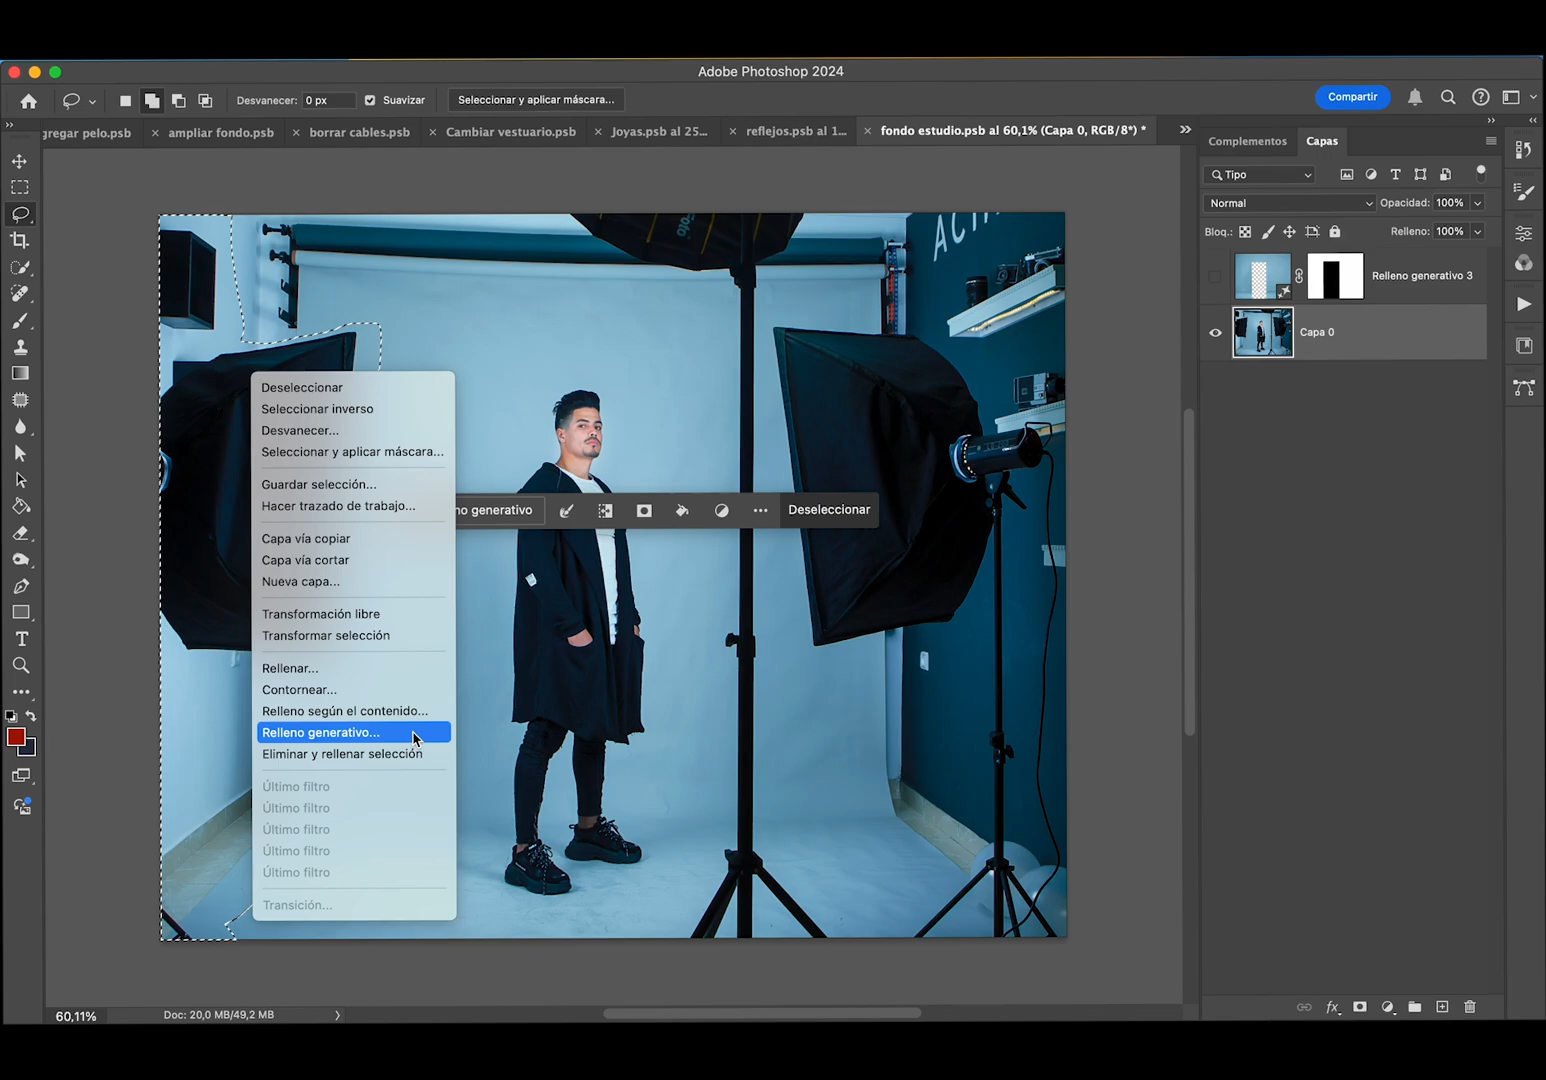 Adobe Photoshop 2024
Desvanecer: 0 px Suavizar Seleccionar y aplicar máscara... Compartir
gregar pelo.psb × ampliar fondo.psb × borrar cables.psb × Cambiar vestuario.psb × Joyas.psb al 25... × reflejos.psb al 1... × fondo estudio.psb al 60,1% (Capa 0, RGB/8*) *
Complementos Capas
Tipo
Normal Opacidad: 100%
Bloq.: Relleno: 100%
Relleno generativo 3
Capa 0
Deseleccionar
Seleccionar inverso
Desvanecer...
Seleccionar y aplicar máscara...
Guardar selección...
Hacer trazado de trabajo...
Capa vía copiar
Capa vía cortar
Nueva capa...
Transformación libre
Transformar selección
Rellenar...
Contornear...
Relleno según el contenido...
Relleno generativo...
Eliminar y rellenar selección
Último filtro
Último filtro
Último filtro
Último filtro
Último filtro
Transición...
no generativo ... Deseleccionar
60,11% Doc: 20,0 MB/49,2 MB
fx